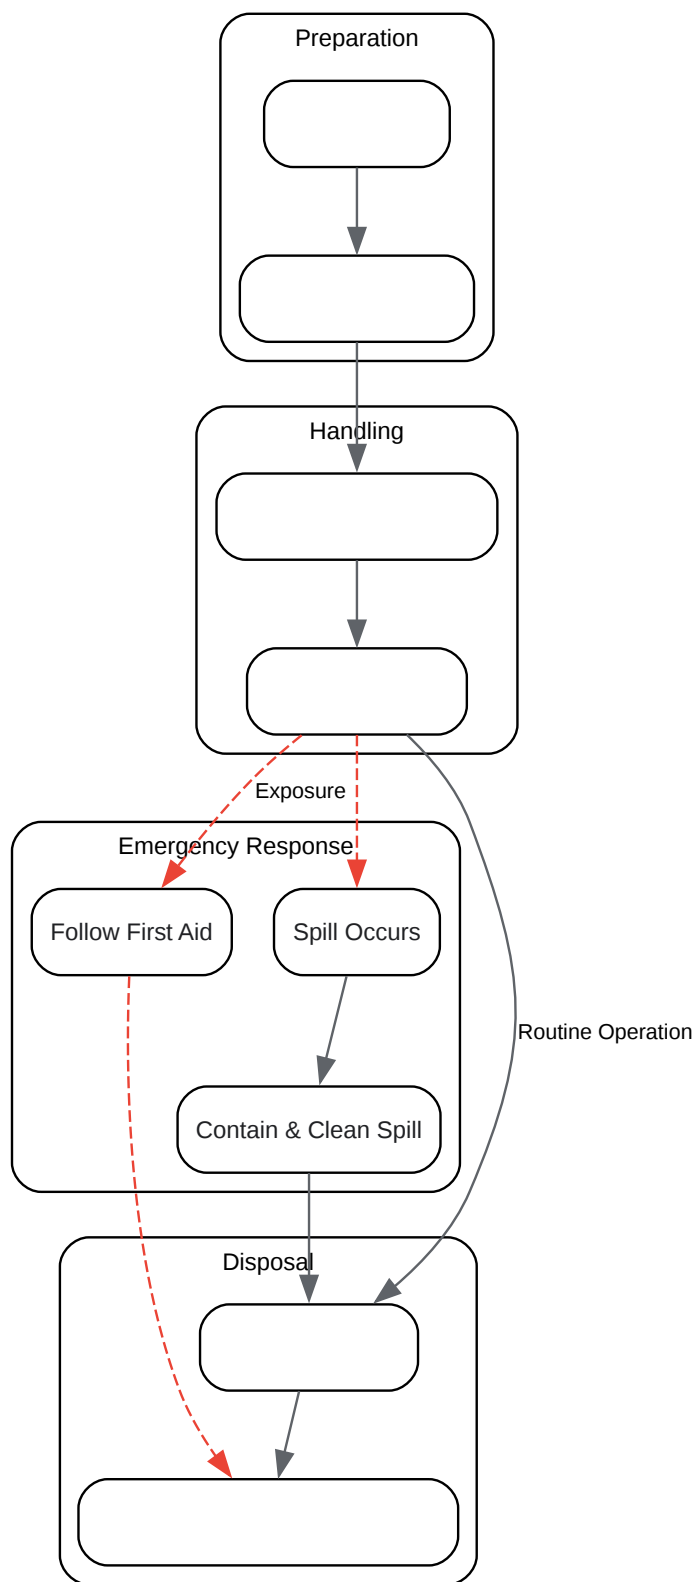 Preparation
Handling
Exposure
Emergency Response
Follow First Aid
Spill Occurs
Routine Operation
Contain & Clean Spill
Disposal